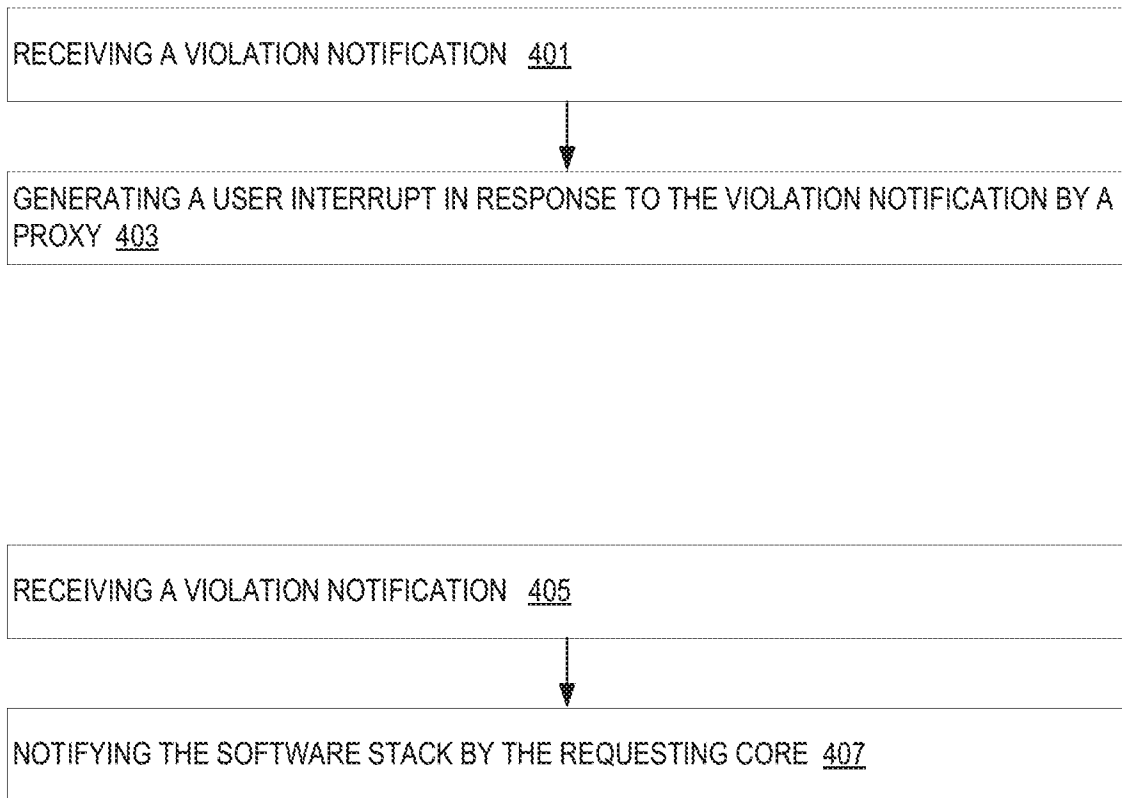 RECEIVING A VIOLATION NOTIFICATION 401
GENERATING A USER INTERRUPT IN RESPONSE TO THE VIOLATION NOTIFICATION BY A
PROXY 403
RECEIVING A VIOLATION NOTIFICATION 405
NOTIFYING THE SOFTWARE STACK BY THE REQUESTING CORE 407